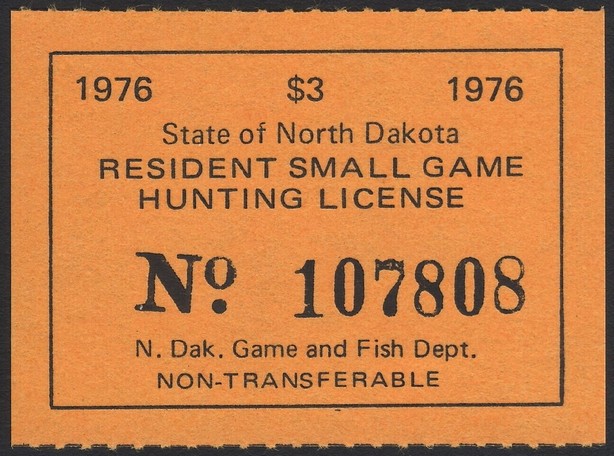 1976 $3 1976
State of North Dakota
RESIDENT SMALL GAME
HUNTING LICENSE
No. 107808
N. Dak. Game and Fish Dept.
NON-TRANSFERABLE